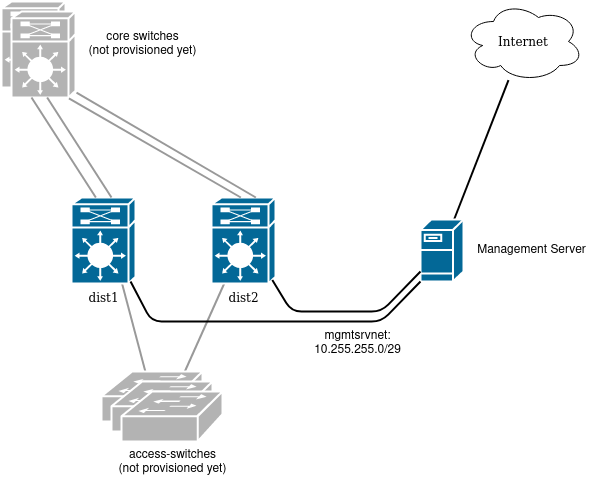 core switches
(not provisioned yet)
Internet
Management Server
dist1
dist2
mgmtsrvnet:
10.255.255.0/29
access-switches
(not provisioned yet)